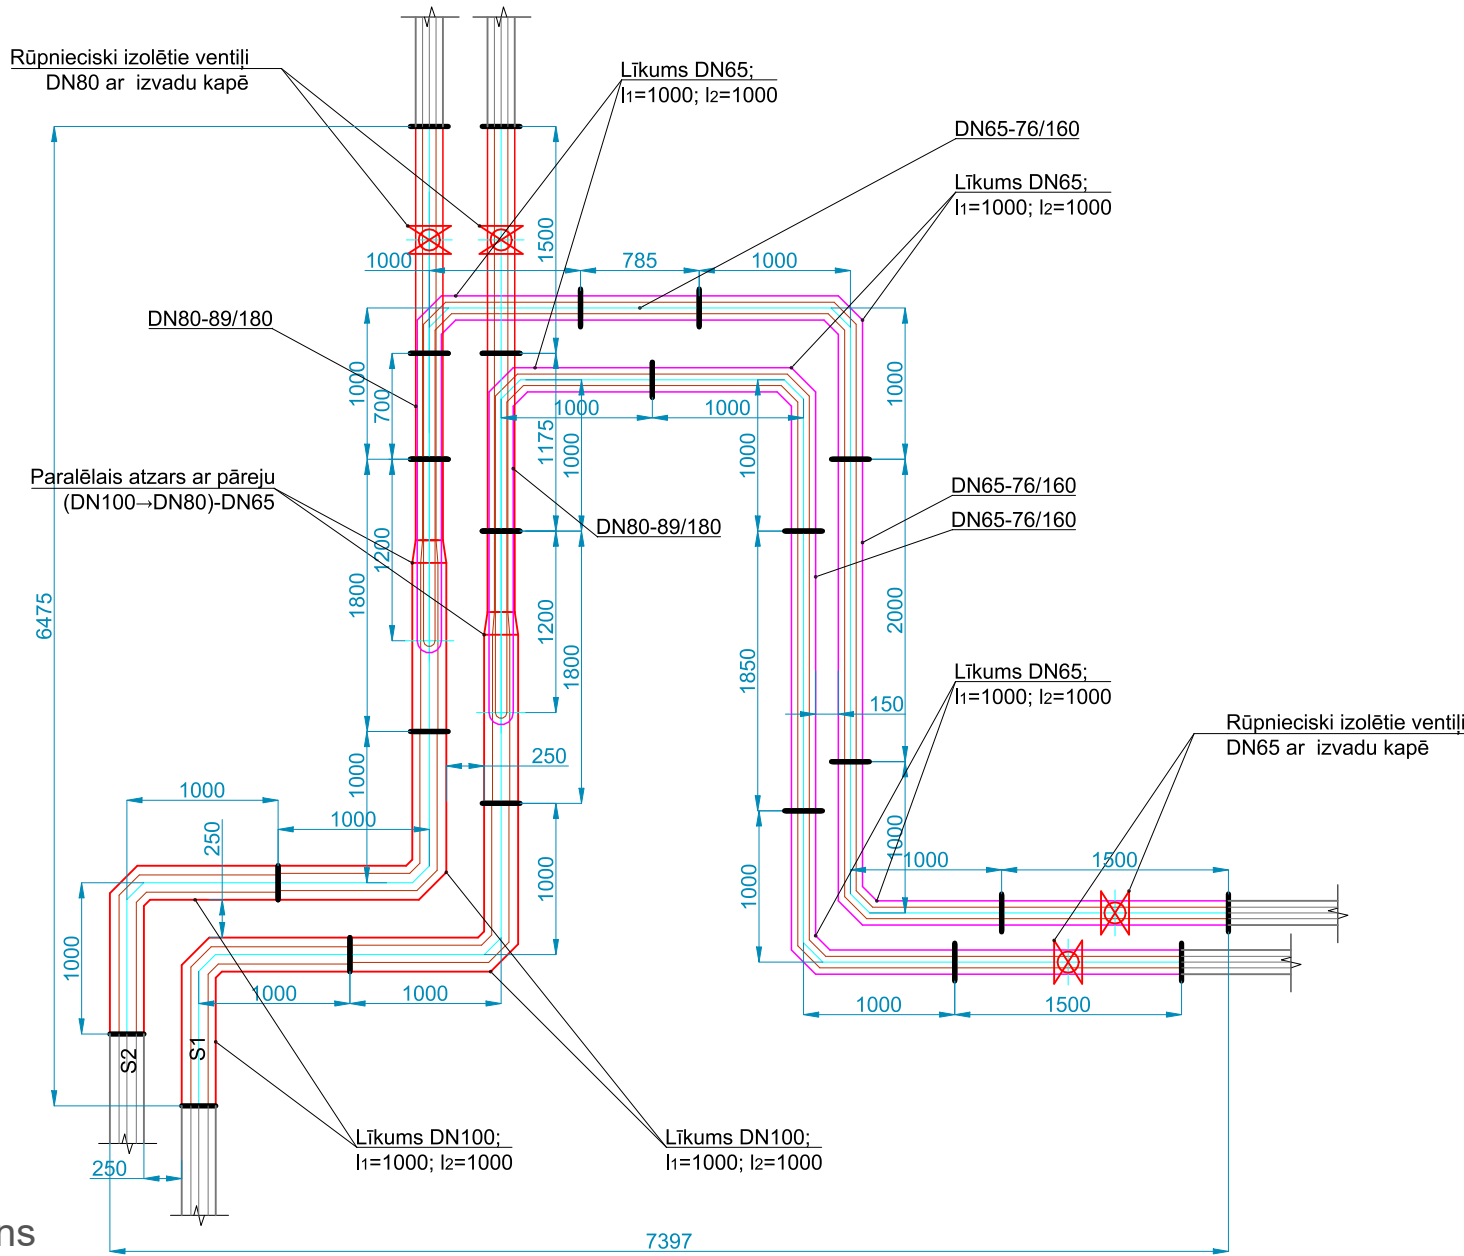 Rūpnieciski izolētie ventiļi
DN80 ar izvadu kapē
Līkums DN65;
l1=1000; l2=1000
DN65-76/160
Līkums DN65;
l1=1000; l2=1000
1500
1000
785
1000
DN80-89/180
1000
700
1000
1000
1000
1175
1000
1000
Paralēlais atzars ar pāreju
(DN100→DN80)-DN65
DN80-89/180
DN65-76/160
DN65-76/160
1200
1800
6475
1200
1800
1850
2000
Līkums DN65;
l1=1000; l2=1000
150
Rūpnieciski izolētie ventiļi
DN65 ar izvadu kapē
250
1000
1000
1000
250
1000
1000
1500
1000
1000
1000
1000
1000
1000
1000
1500
S2
S1
Līkums DN100;
l1=1000; l2=1000
Līkums DN100;
l1=1000; l2=1000
250
ns
7397